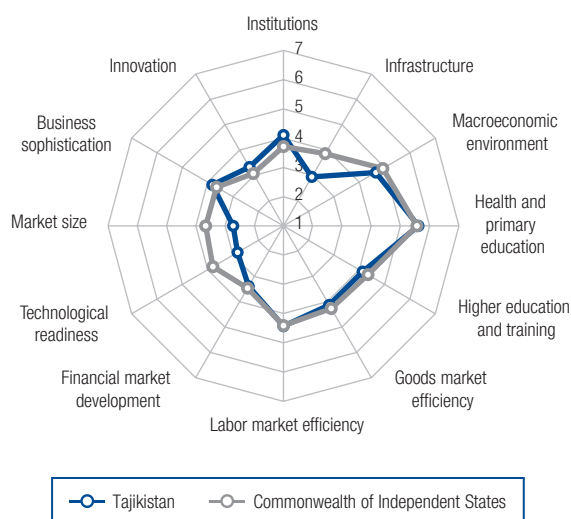 Institutions
7
6
5
4
3
2
1
Innovation
Infrastructure
Business
sophistication
Macroeconomic
environment
Market size
Health and
primary
education
Technological
readiness
Higher education
and training
Financial market
development
Goods market
efficiency
Labor market efficiency
Tajikistan
Commonwealth of Independent States